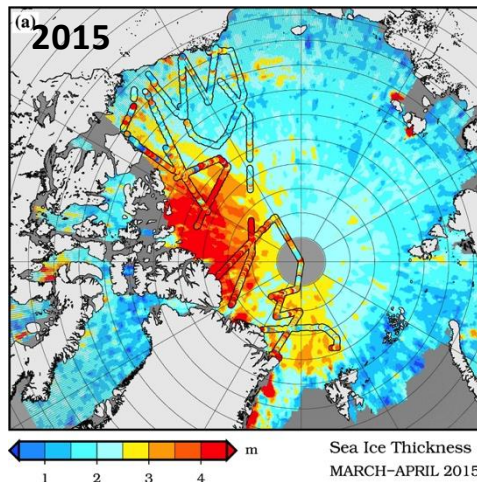 (a) 2015
m
1 2 3 4
Sea Ice Thickness
MARCH–APRIL 2015